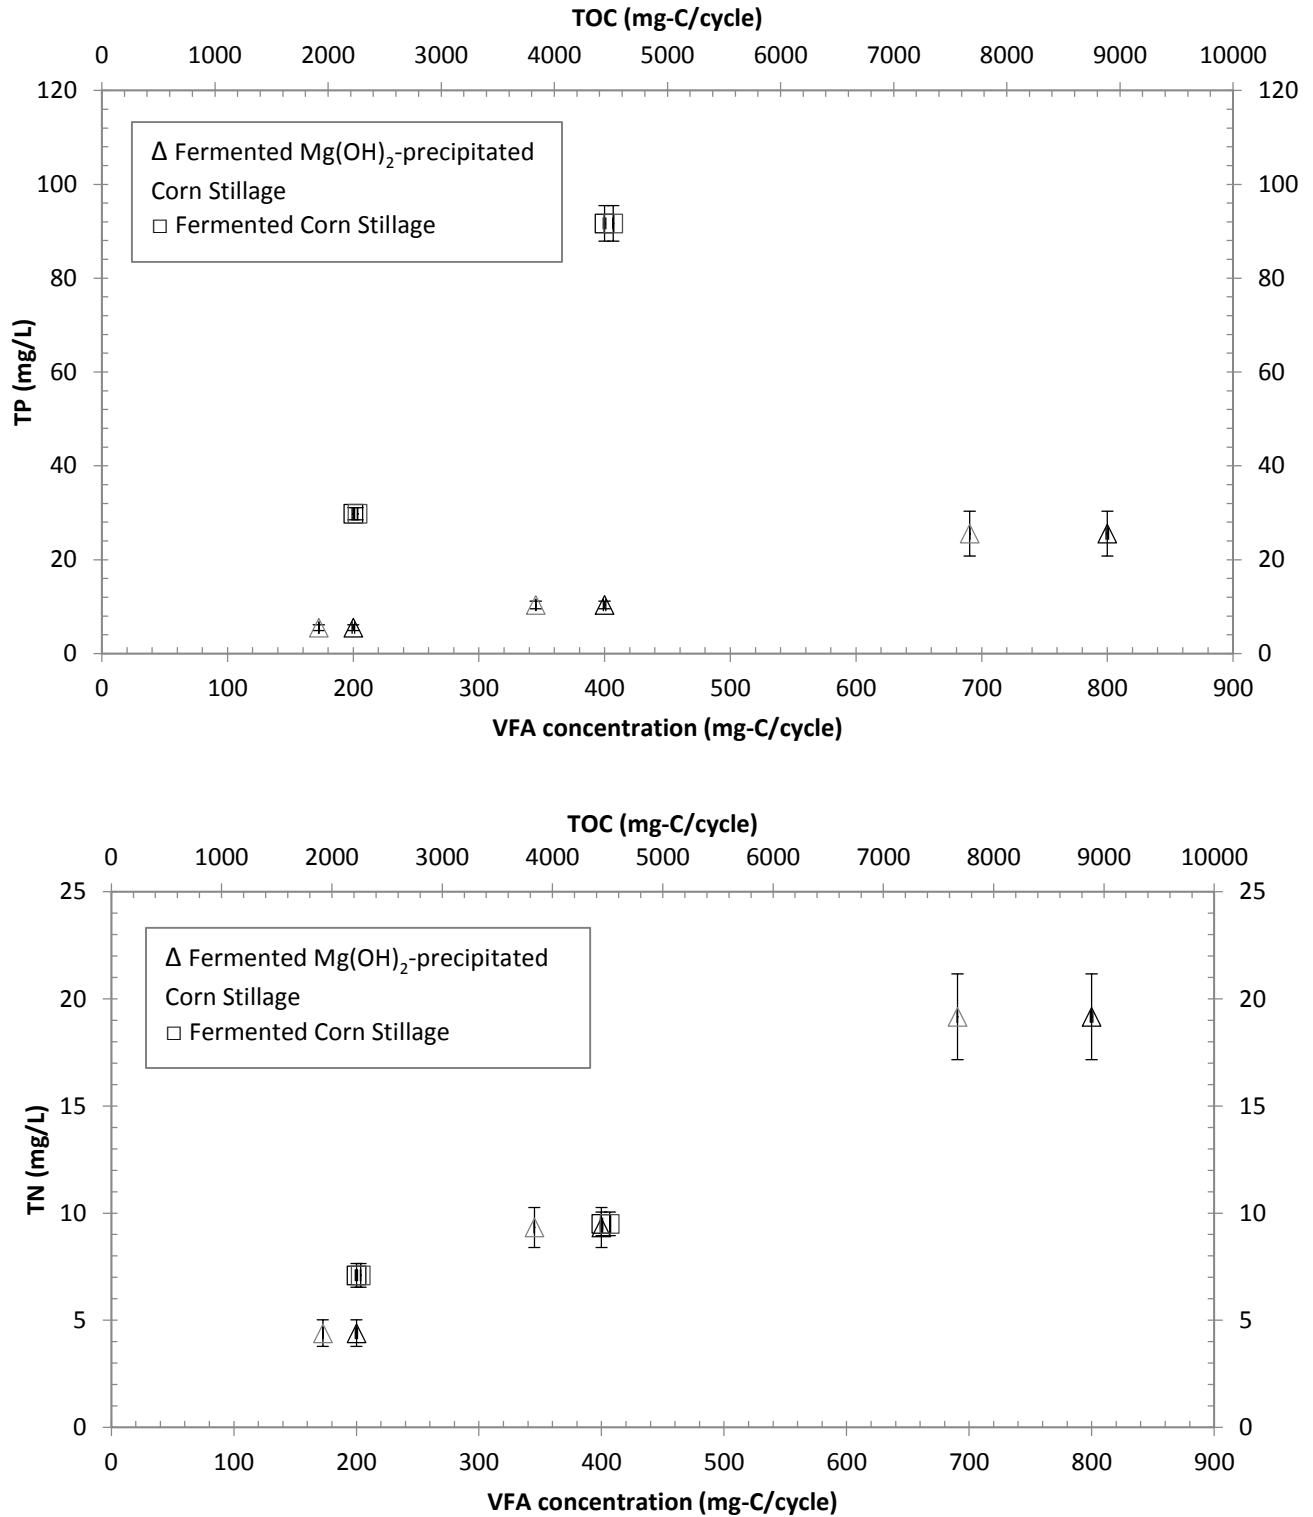 TOC (mg-C/cycle)
0 1000 2000 3000 4000 5000 6000 7000 8000 9000 10000
120 120
Δ Fermented Mg(OH)2-precipitated
Corn Stillage
□ Fermented Corn Stillage
100 100
80 80
60 60
40 40
20 20
0 0
TP (mg/L)
0 100 200 300 400 500 600 700 800 900
VFA concentration (mg-C/cycle)
TOC (mg-C/cycle)
0 1000 2000 3000 4000 5000 6000 7000 8000 9000 10000
25 25
Δ Fermented Mg(OH)2-precipitated
Corn Stillage
□ Fermented Corn Stillage
20 20
15 15
10 10
5 5
0 0
TN (mg/L)
0 100 200 300 400 500 600 700 800 900
VFA concentration (mg-C/cycle)